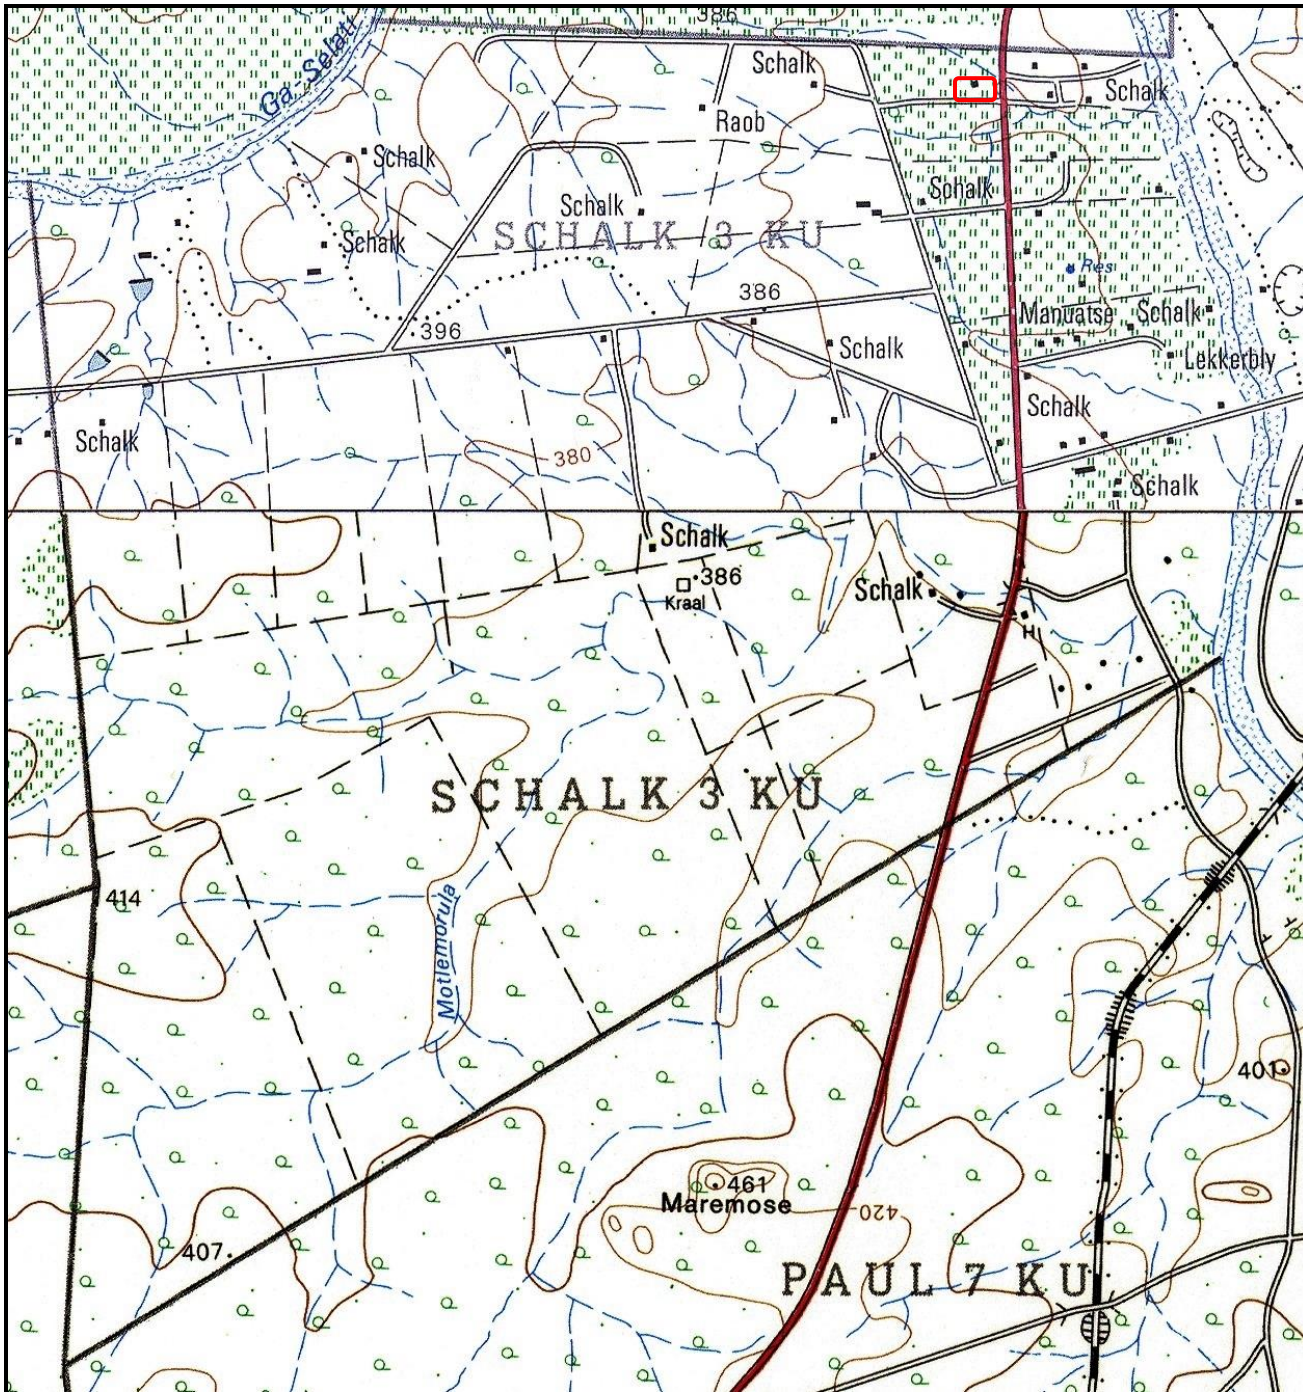 386
Ga-Selati
Schalk
Schalk
Raob
Schalk
Schalk
Schalk
Schalk
SCHALK 3 KU
Schalk
Res
386
Manuatse
Schalk
396
Schalk
Lekkerbly
Schalk
Schalk
380
Schalk
Schalk
386
Kraal
Schalk
H
SCHALK 3 KU
414
Motlemorula
401
461
Maremose
420
407
PAUL 7 KU